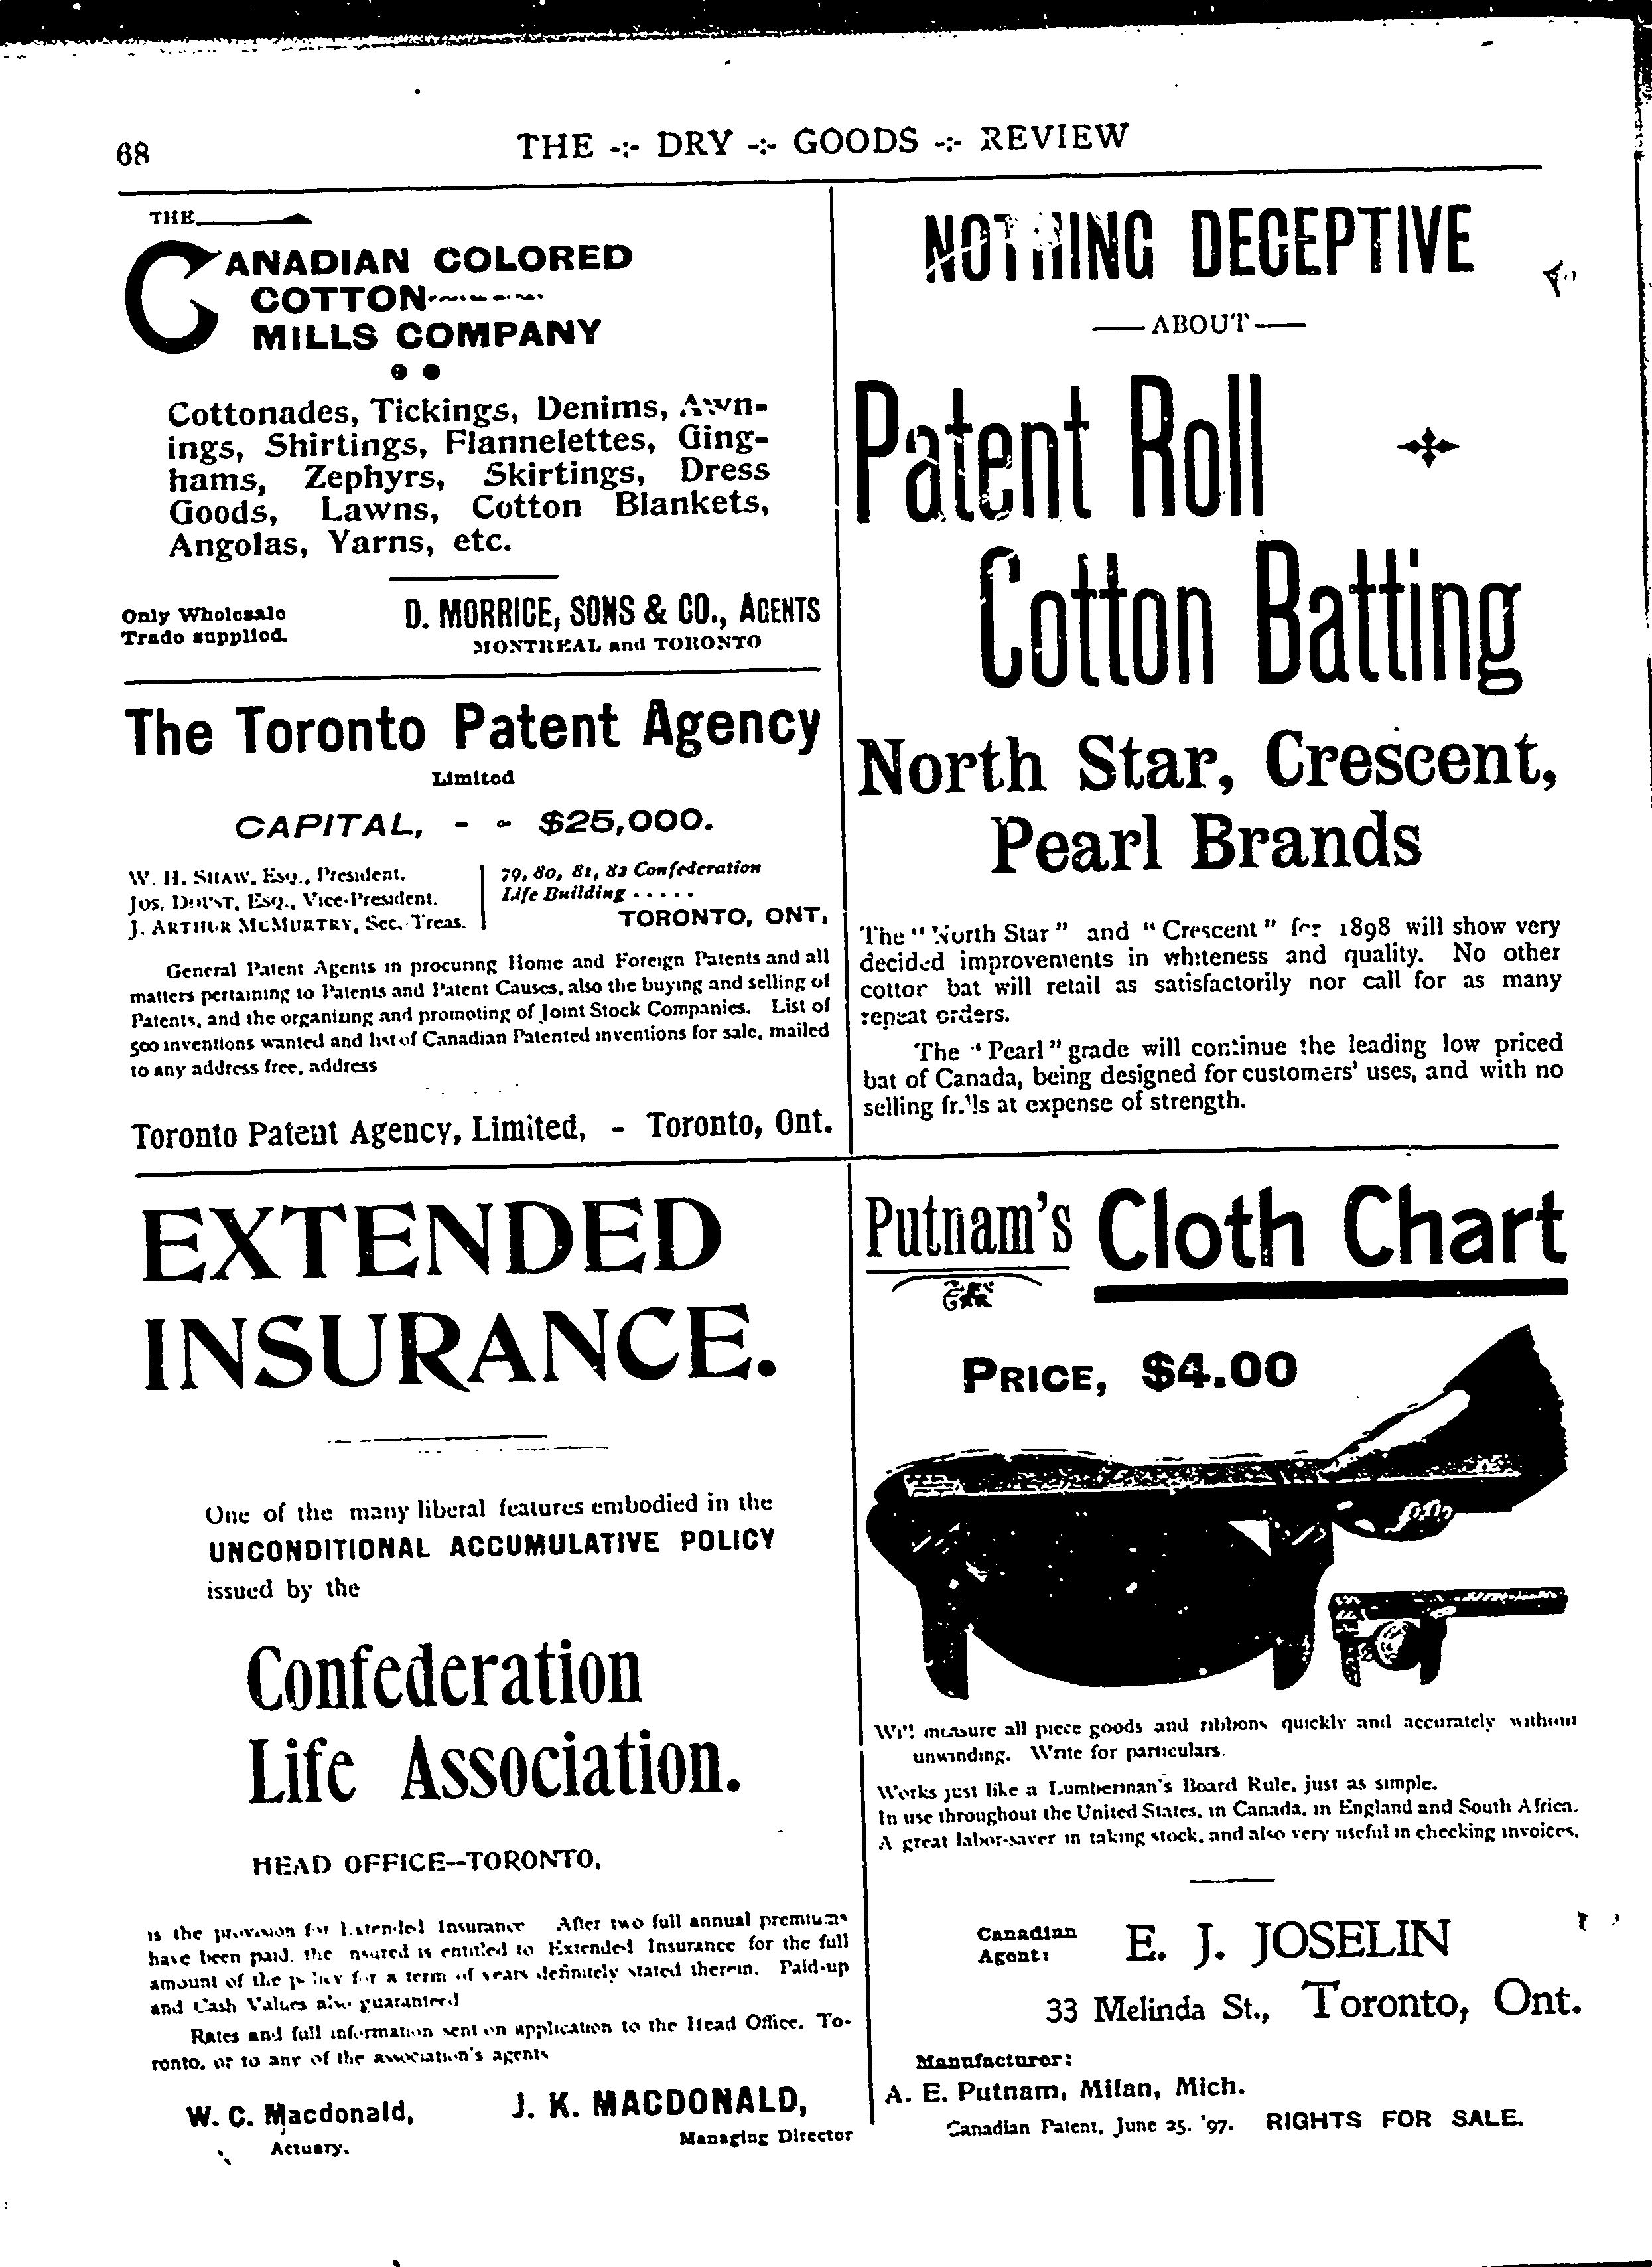 68
THE -:- DRY -:- GOODS -:- REVIEW
THE
CANADIAN COLORED
COTTON
MILLS COMPANY
Cottonades, Tickings, Denims, Awn-
ings, Shirtings, Flannelettes, Ging-
hams, Zephyrs, Skirtings, Dress
Goods, Lawns, Cotton Blankets,
Angolas, Yarns, etc.
Only Wholesale
Trade supplied.
D. MORRICE, SONS & CO., AGENTS
MONTREAL and TORONTO
The Toronto Patent Agency
Limited
CAPITAL, - - $25,000.
W. H. SHAW, ESQ., President.
JOS. DOUST, ESQ., Vice-President.
J. ARTHUR MCMURTRY, Sec.-Treas.
79, 80, 81, 82 Confederation
Life Building . . . . .
TORONTO, ONT,
General Patent Agents in procuring Home and Foreign Patents and all
matters pertaining to Patents and Patent Causes, also the buying and selling of
Patents, and the organizing and promoting of Joint Stock Companies. List of
500 inventions wanted and list of Canadian Patented inventions for sale, mailed
to any address free, address
Toronto Patent Agency, Limited, - Toronto, Ont.
NOTHING DECEPTIVE
— ABOUT —
Patent Roll
Cotton Batting
North Star, Crescent,
Pearl Brands
The "North Star" and "Crescent" for 1898 will show very
decided improvements in whiteness and quality. No other
cotton bat will retail as satisfactorily nor call for as many
repeat orders.
The "Pearl" grade will continue the leading low priced
bat of Canada, being designed for customers' uses, and with no
selling frills at expense of strength.
EXTENDED
INSURANCE.
One of the many liberal features embodied in the
UNCONDITIONAL ACCUMULATIVE POLICY
issued by the
Confederation
Life Association.
HEAD OFFICE--TORONTO,
is the provision for Extended Insurance After two full annual premiums
have been paid, the insured is entitled to Extended Insurance for the full
amount of the policy for a term of years definitely stated therein. Paid-up
and Cash Values also guaranteed
Rates and full information sent on application to the Head Office, To-
ronto, or to any of the association's agents
W. C. Macdonald,
Actuary.
J. K. MACDONALD,
Managing Director
Putnam's Cloth Chart
PRICE, $4.00
Will measure all piece goods and ribbons quickly and accurately without
unwinding. Write for particulars.
Works just like a Lumberman's Board Rule, just as simple.
In use throughout the United States, in Canada, in England and South Africa.
A great labor-saver in taking stock, and also very useful in checking invoices.
Canadian
Agent:
E. J. JOSELIN
33 Melinda St., Toronto, Ont.
Manufacturer:
A. E. Putnam, Milan, Mich.
Canadian Patent, June 25, '97. RIGHTS FOR SALE.